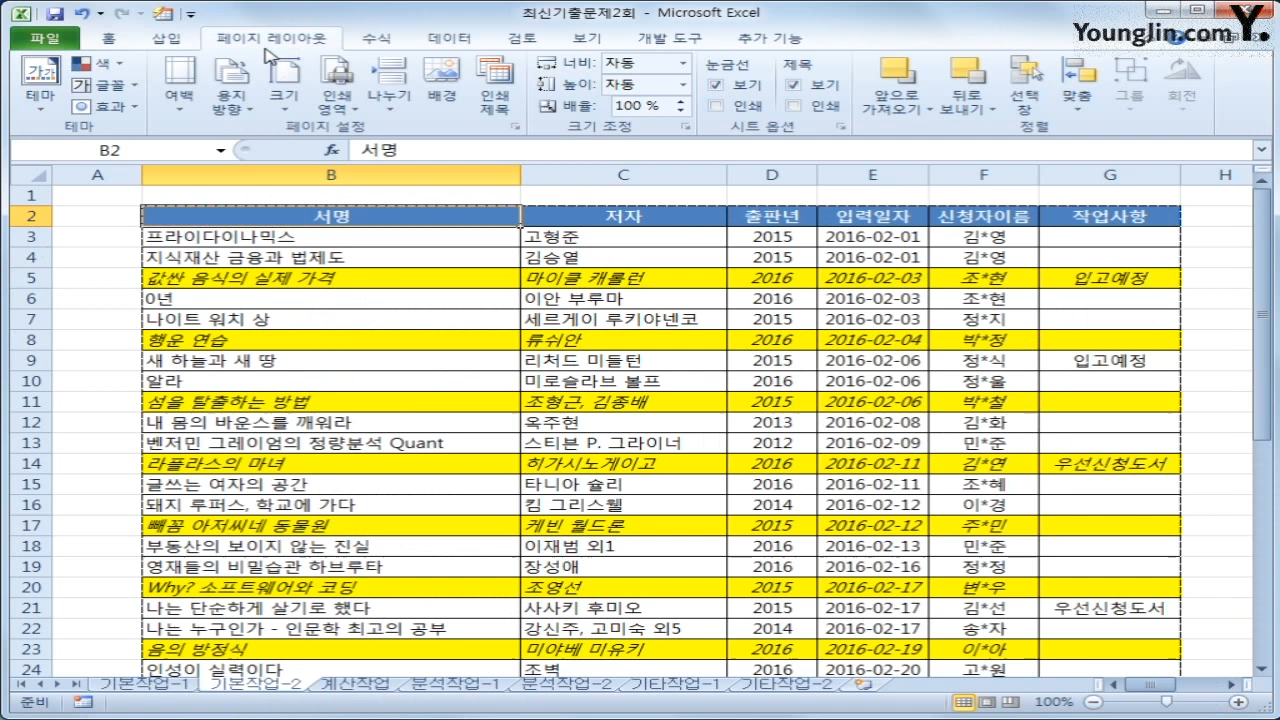 최신기출문제2회 - Microsoft Excel
Younglin.com Y.
파일 홈 삽입 페이지 레이아웃 수식 데이터 검토 보기 개발 도구 추가 기능
테마 색 글꼴 효과 여백 용지 방향 크기 인쇄 영역 나누기 배경 인쇄 제목 너비: 자동 높이: 자동 배율: 100 % 눈금선 보기 인쇄 제목 보기 인쇄 앞으로 가져오기 뒤로 보내기 선택 창 맞춤 그룹 회전
테마 페이지 설정 크기 조정 시트 옵션 정렬
B2 fx 서명
A B C D E F G H
1
2 서명 저자 출판년 입력일자 신청자이름 작업사항
3 프라이다이나믹스 고형준 2015 2016-02-01 김*영
4 지식재산 금융과 법제도 김승열 2015 2016-02-01 김*영
5 값싼 음식의 실제 가격 마이클 캐롤런 2016 2016-02-03 조*현 입고예정
6 0년 이안 부루마 2016 2016-02-03 조*현
7 나이트 워치 상 세르게이 루키야넨코 2015 2016-02-03 정*지
8 행운 연습 류쉬안 2016 2016-02-04 박*정
9 새 하늘과 새 땅 리처드 미들턴 2015 2016-02-06 정*식 입고예정
10 알라 미로슬라브 볼프 2016 2016-02-06 정*울
11 섬을 탈출하는 방법 조형근, 김종배 2015 2016-02-06 박*철
12 내 몸의 바운스를 깨워라 옥주현 2013 2016-02-08 김*화
13 벤저민 그레이엄의 정량분석 Quant 스티븐 P. 그라이너 2012 2016-02-09 민*준
14 라플라스의 마녀 히가시노게이고 2016 2016-02-11 김*연 우선신청도서
15 글쓰는 여자의 공간 타니아 슐리 2016 2016-02-11 조*혜
16 돼지 루퍼스, 학교에 가다 킴 그리스웰 2014 2016-02-12 이*경
17 빼꼼 아저씨네 동물원 케빈 월드론 2015 2016-02-12 주*민
18 부동산의 보이지 않는 진실 이재범 외1 2016 2016-02-13 민*준
19 영재들의 비밀습관 하브루타 장성애 2016 2016-02-16 정*정
20 Why? 소프트웨어와 코딩 조영선 2015 2016-02-17 변*우
21 나는 단순하게 살기로 했다 사사키 후미오 2015 2016-02-17 김*선 우선신청도서
22 나는 누구인가 - 인문학 최고의 공부 강신주, 고미숙 외5 2014 2016-02-17 송*자
23 음의 방정식 미야베 미유키 2016 2016-02-19 이*아
24 인성이 실력이다 조벽 2016 2016-02-20 고*원
기본작업-1 기본작업-2 계산작업 분석작업-1 분석작업-2 기타작업-1 기타작업-2
준비 100%